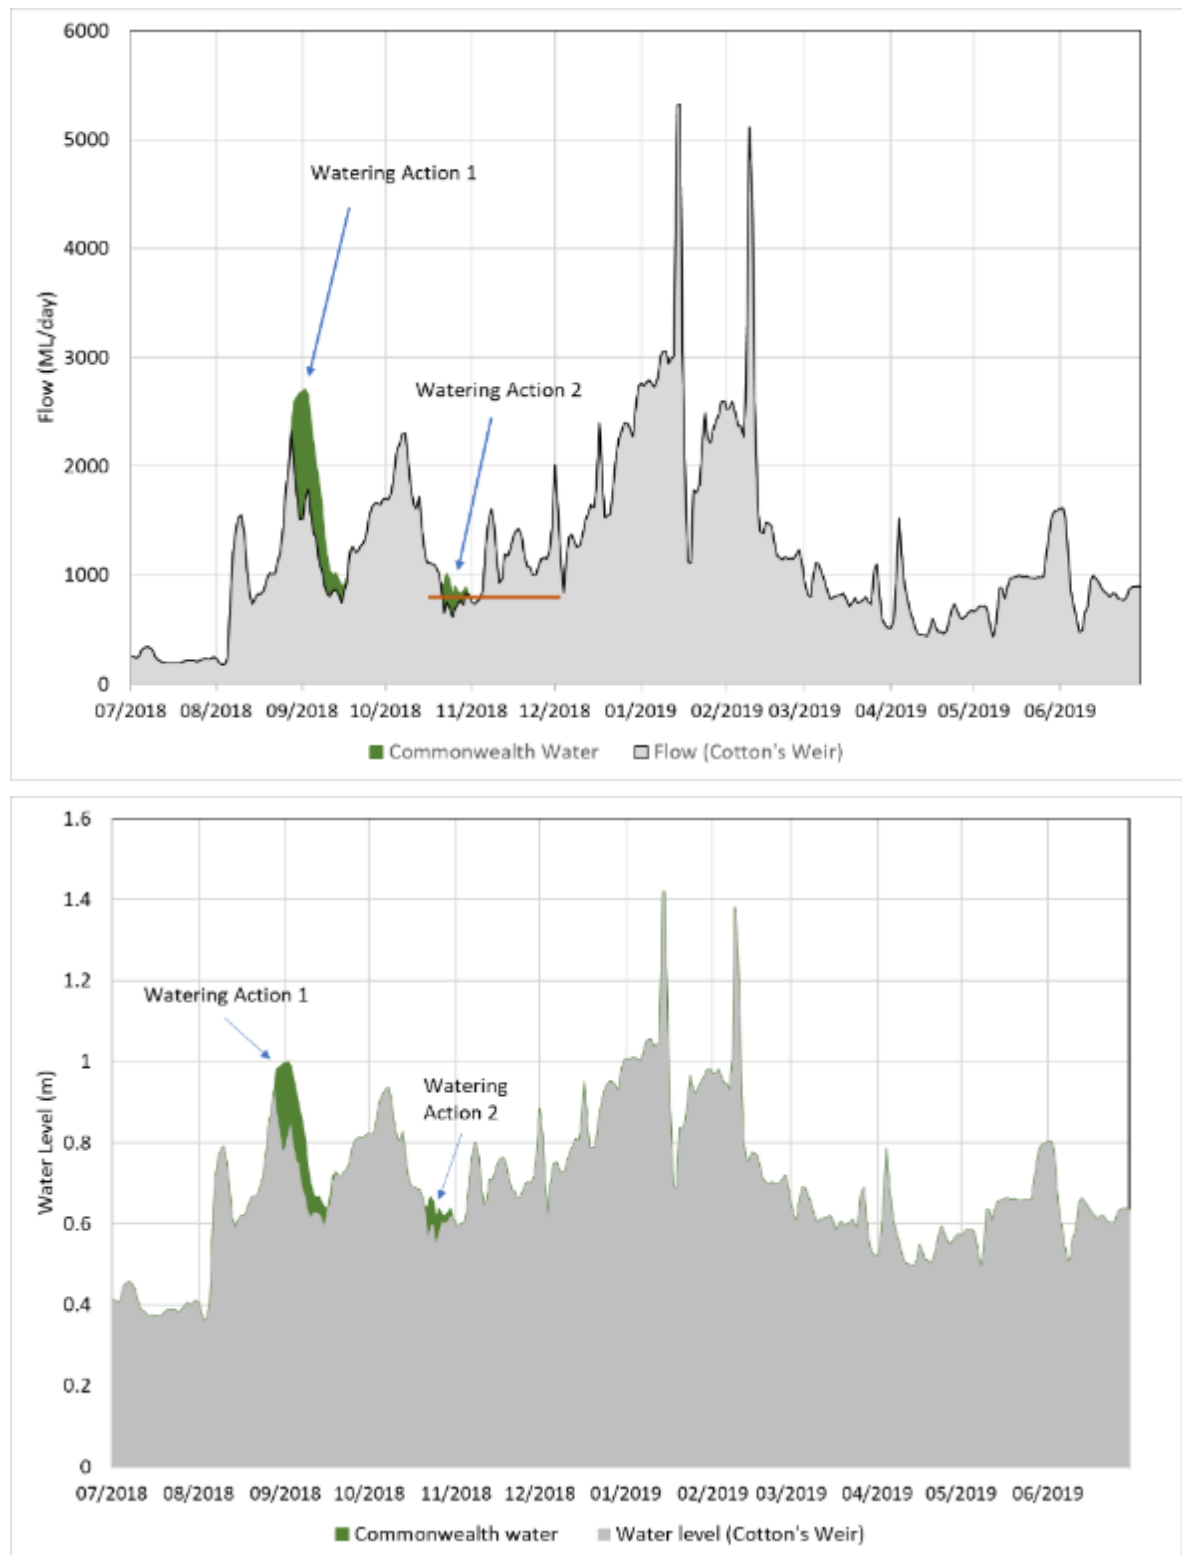 6000
5000
4000
3000
2000
1000
0
Flow (ML/day)
Watering Action 1
Watering Action 2
07/2018 08/2018 09/2018 10/2018 11/2018 12/2018 01/2019 02/2019 03/2019 04/2019 05/2019 06/2019
Commonwealth Water Flow (Cotton's Weir)
1.6
1.4
1.2
1
0.8
0.6
0.4
0.2
0
Water Level (m)
Watering Action 1
Watering
Action 2
07/2018 08/2018 09/2018 10/2018 11/2018 12/2018 01/2019 02/2019 03/2019 04/2019 05/2019 06/2019
Commonwealth water Water level (Cotton's Weir)